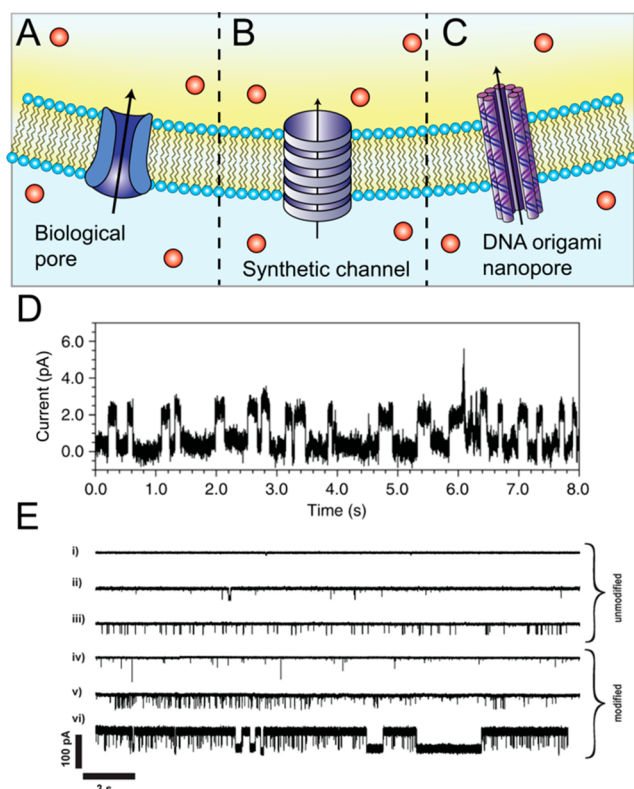 A B C
Biological
pore
Synthetic channel
DNA origami
nanopore
D
Current (pA)
6.0
4.0
2.0
0.0
0.0 1.0 2.0 3.0 4.0 5.0 6.0 7.0 8.0
Time (s)
E
i)
ii)
iii)
unmodified
iv)
v)
vi)
modified
100 pA
2 s